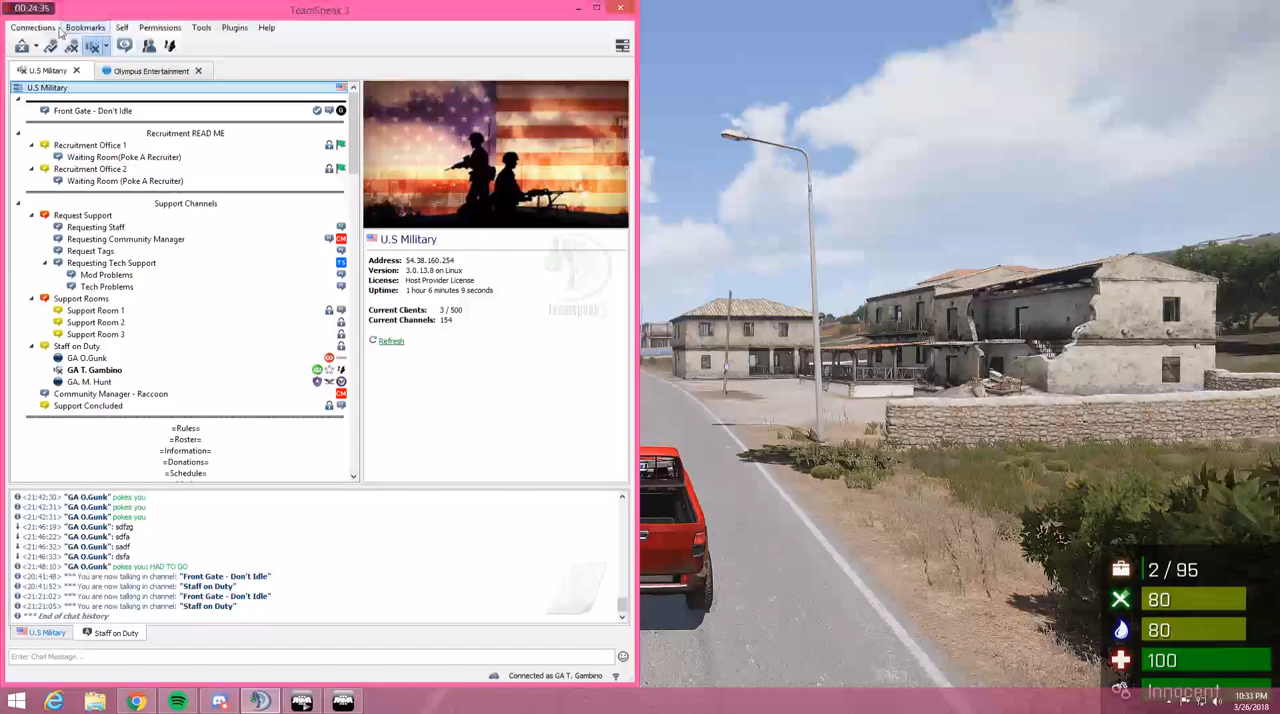 00:24:35
TeamSpeak 3
Connections Bookmarks Self Permissions Tools Plugins Help
U.S Military
Olympus Entertainment
U.S Military
Front Gate - Don't Idle
Recruitment READ ME
Recruitment Office 1
Waiting Room(Poke A Recruiter)
Recruitment Office 2
Waiting Room (Poke A Recruiter)
Support Channels
Request Support
Requesting Staff
Requesting Community Manager
CM
Request Tags
Requesting Tech Support
TS
Mod Problems
Tech Problems
Support Rooms
Support Room 1
Support Room 2
Support Room 3
Staff on Duty
GA O.Gunk
GA T. Gambino
GA. M. Hunt
Community Manager - Raccoon
CM
Support Concluded
=Rules=
=Roster=
=Information=
=Donations=
=Schedule=
U.S Military
Address: 54.38.160.254
Version: 3.0.13.8 on Linux
License: Host Provider License
Uptime: 1 hour 6 minutes 9 seconds
Current Clients: 3 / 500
Current Channels: 154
Refresh
teamspeak
<21:42:30> "GA O.Gunk" pokes you
<21:42:31> "GA O.Gunk" pokes you
<21:42:31> "GA O.Gunk" pokes you
<21:46:19> "GA O.Gunk": sdfzg
<21:46:22> "GA O.Gunk": sdfa
<21:46:32> "GA O.Gunk": sadf
<21:46:33> "GA O.Gunk": dsfa
<21:48:10> "GA O.Gunk" pokes you: HAD TO GO
<20:41:48> *** You are now talking in channel: "Front Gate - Don't Idle"
<20:41:52> *** You are now talking in channel: "Staff on Duty"
<21:21:02> *** You are now talking in channel: "Front Gate - Don't Idle"
<21:21:05> *** You are now talking in channel: "Staff on Duty"
*** End of chat history
U.S Military
Staff on Duty
Enter Chat Message...
Connected as GA T. Gambino
2 / 95
80
80
100
Innocent
10:33 PM
3/26/2018